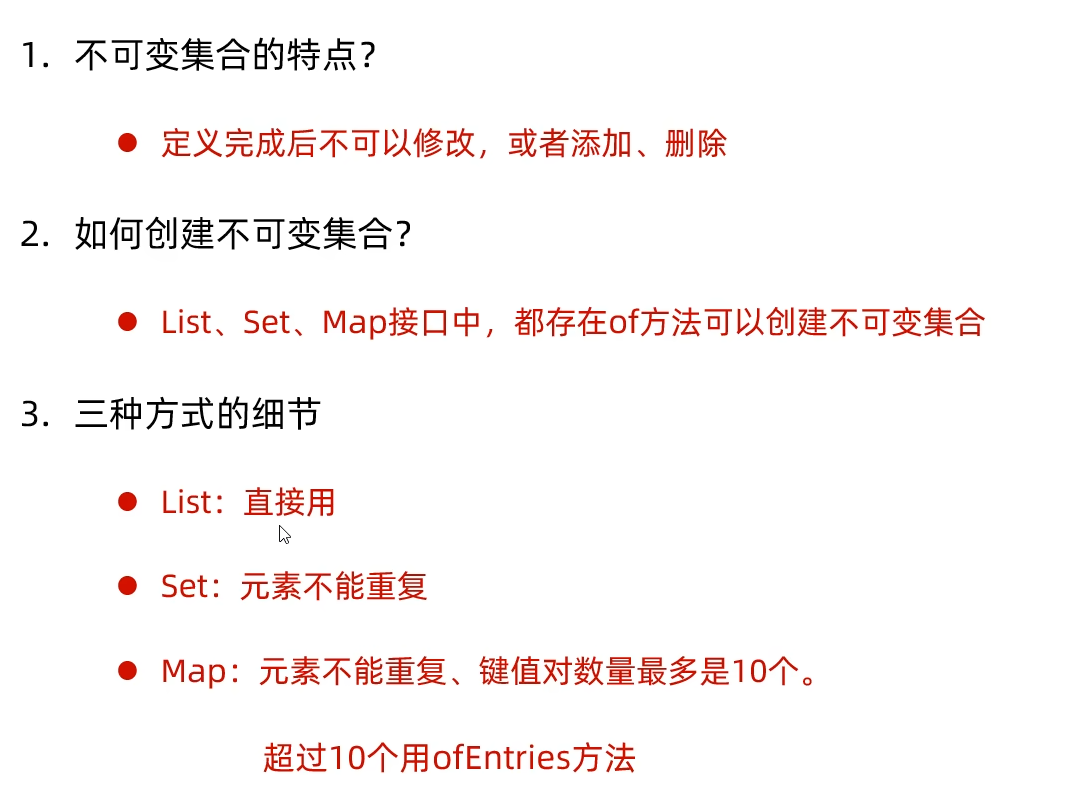 1. 不可变集合的特点？
● 定义完成后不可以修改，或者添加、删除
2. 如何创建不可变集合？
● List、Set、Map接口中，都存在of方法可以创建不可变集合
3. 三种方式的细节
● List：直接用
● Set：元素不能重复
● Map：元素不能重复、键值对数量最多是10个。
超过10个用ofEntries方法